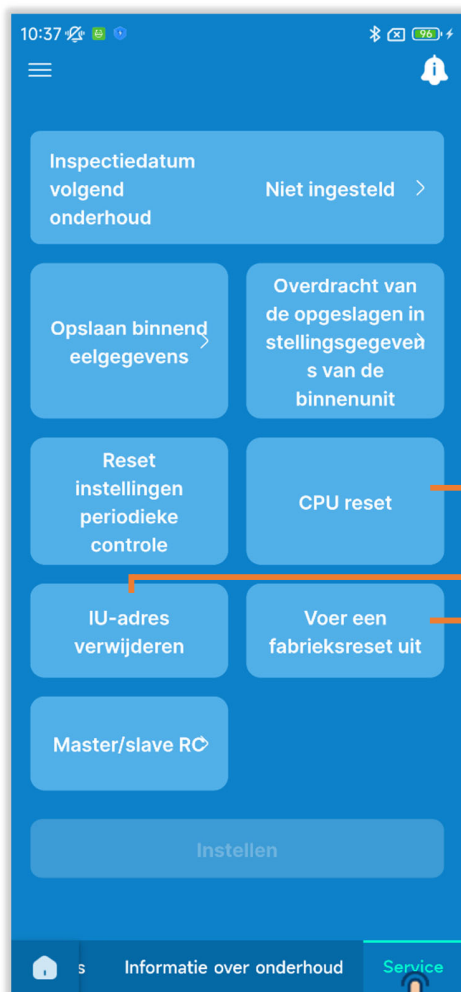 10:37
96
Inspectiedatum
volgend
onderhoud
Niet ingesteld
Opslaan binnend
eelgegevens
Overdracht van
de opgeslagen in
stellingsgegeven
s van de
binnenunit
Reset
instellingen
periodieke
controle
CPU reset
IU-adres
verwijderen
Voer een
fabrieksreset uit
Master/slave RC
Instellen
s Informatie over onderhoud Service